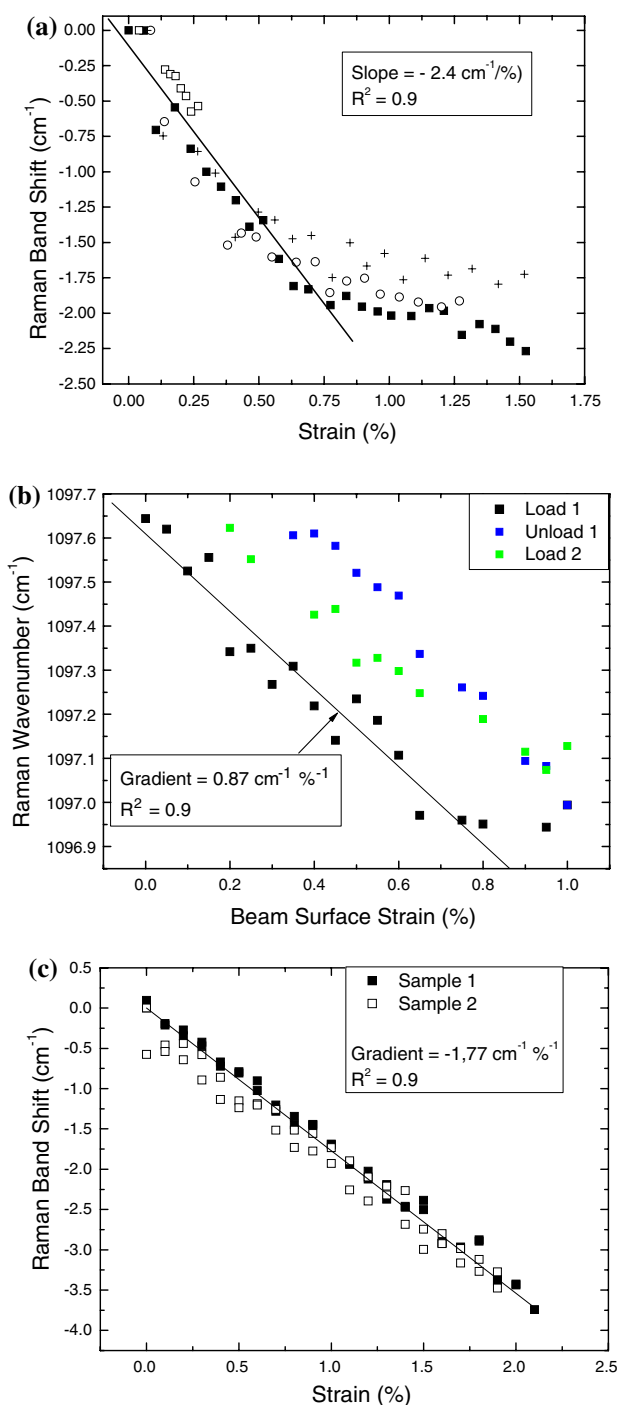 (a)
0.00
-0.25
-0.50
-0.75
-1.00
-1.25
-1.50
-1.75
-2.00
-2.25
-2.50
Raman Band Shift (cm⁻¹)
Slope = - 2.4 cm⁻¹/%)
R² = 0.9
0.00 0.25 0.50 0.75 1.00 1.25 1.50 1.75
Strain (%)
(b)
1097.7
1097.6
1097.5
1097.4
1097.3
1097.2
1097.1
1097.0
1096.9
Raman Wavenumber (cm⁻¹)
Load 1
Unload 1
Load 2
Gradient = 0.87 cm⁻¹ %⁻¹
R² = 0.9
0.0 0.2 0.4 0.6 0.8 1.0
Beam Surface Strain (%)
(c)
0.5
0.0
-0.5
-1.0
-1.5
-2.0
-2.5
-3.0
-3.5
-4.0
Raman Band Shift (cm⁻¹)
Sample 1
Sample 2
Gradient = -1,77 cm⁻¹ %⁻¹
R² = 0.9
0.0 0.5 1.0 1.5 2.0 2.5
Strain (%)